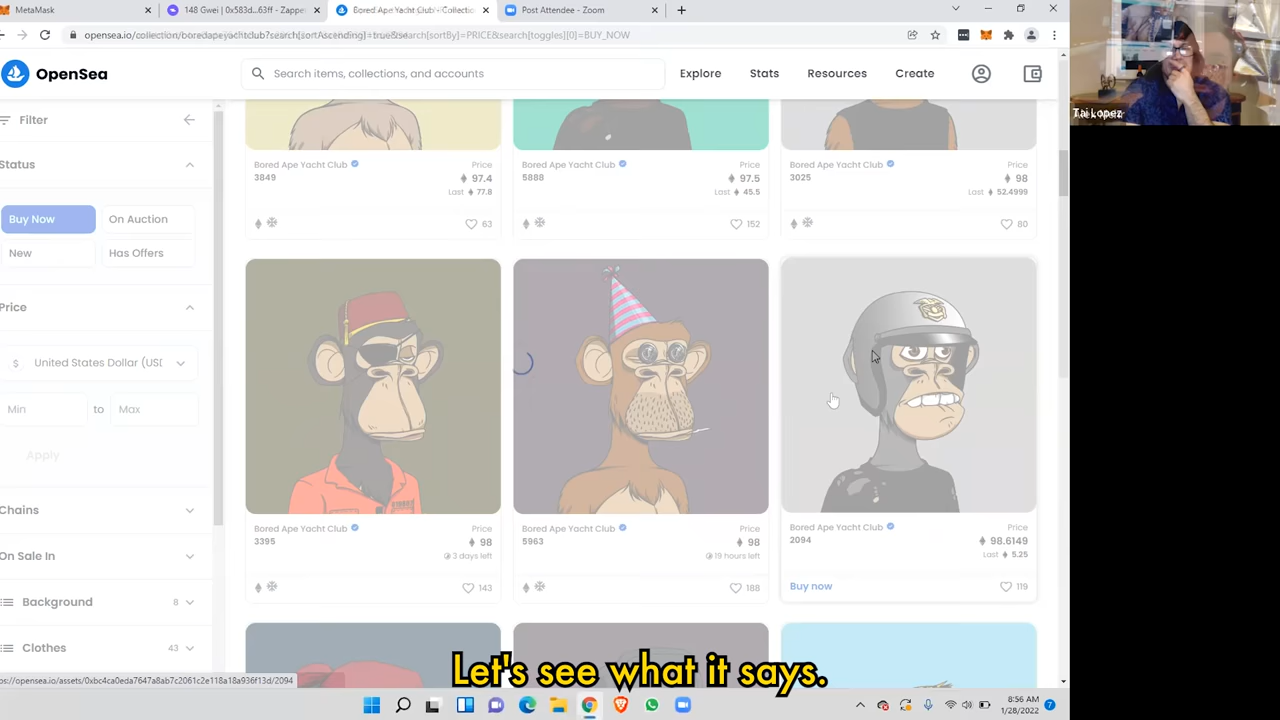 MetaMask
148 Gwei | 0x583d...63ff - Zapper
Bored Ape Yacht Club - Collectio
Post Attendee - Zoom
OpenSea
Search items, collections, and accounts
Explore
Stats
Resources
Create
Tai Lopez
Filter
Status
Buy Now
On Auction
New
Has Offers
Price
$ United States Dollar (USD
Min
to
Max
Apply
Chains
On Sale In
Background 8
Clothes 43
Bored Ape Yacht Club Price
3849 97.4
Last 77.8
63
Bored Ape Yacht Club Price
5888 97.5
Last 45.5
152
Bored Ape Yacht Club Price
3025 98
Last 52.4999
80
Bored Ape Yacht Club Price
3395 98
3 days left
143
Bored Ape Yacht Club Price
5963 98
19 hours left
188
Bored Ape Yacht Club Price
2094 98.6149
Last 5.25
Buy now 119
Let's see what it says.
8:56 AM
1/28/2022
7